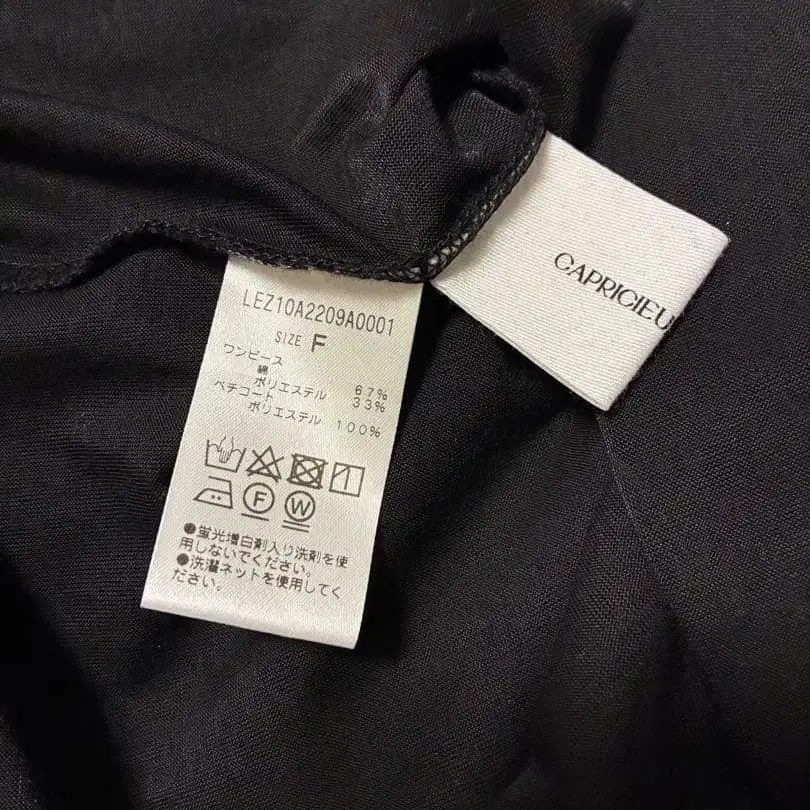 LEZ10A2209A0001
SIZE F
ワンピース
綿 67%
ポリエステル 33%
ペチコート
ポリエステル 100%
F W
●蛍光増白剤入り洗剤を使
用しないでください。
●洗濯ネットを使用してく
ださい。
CAPRICIEU